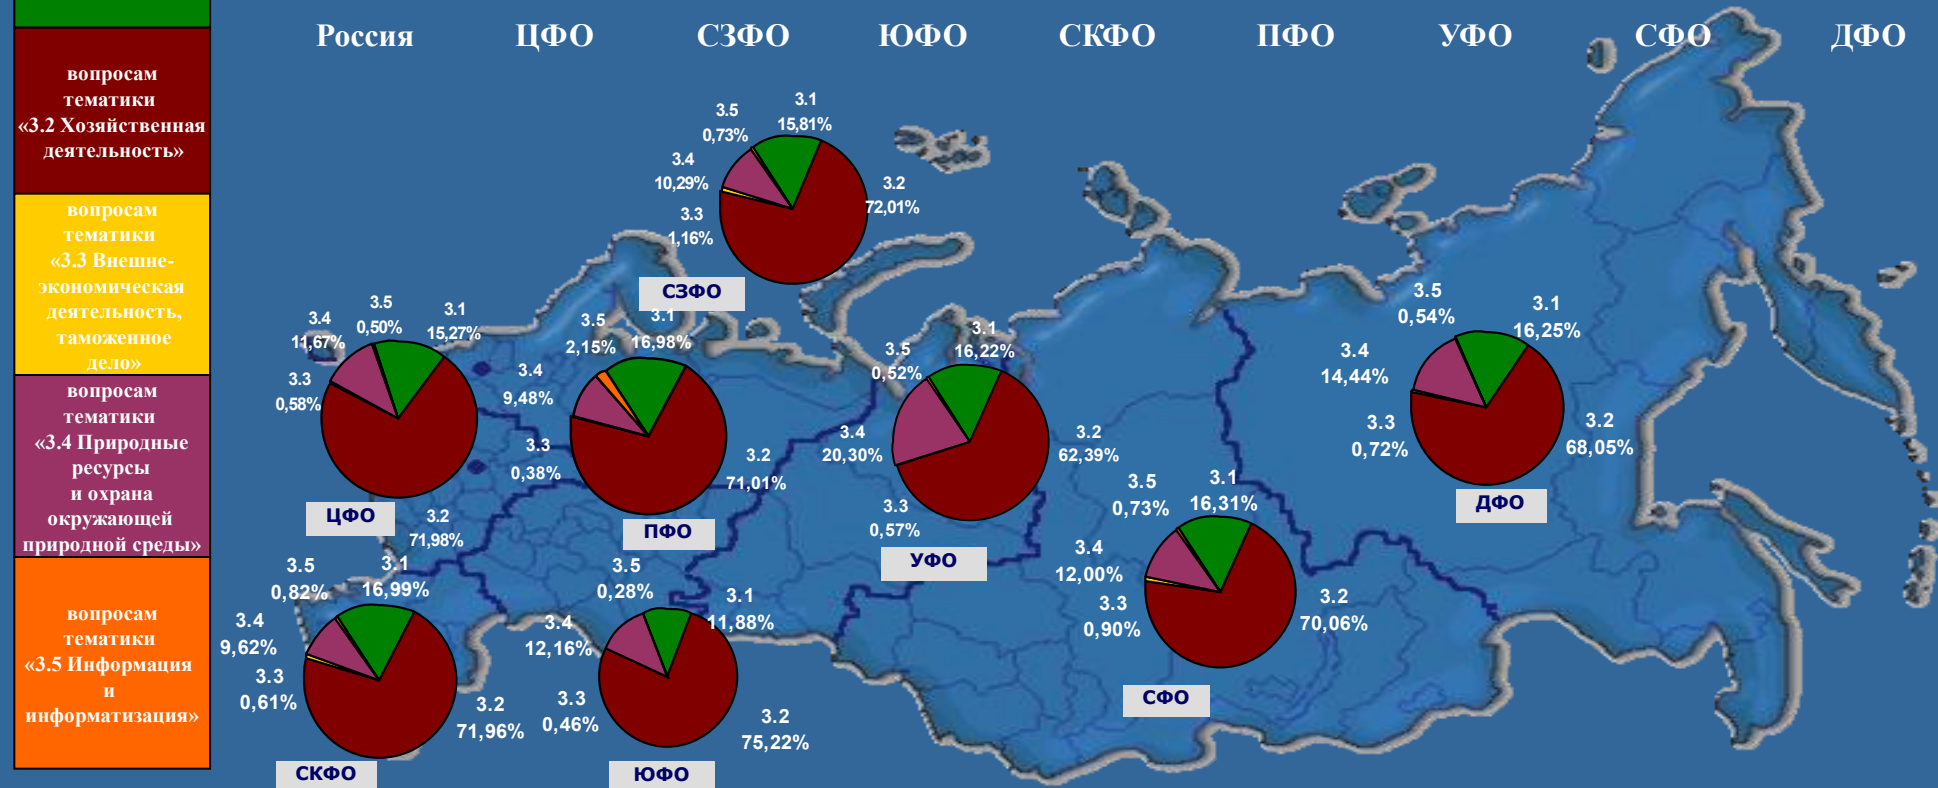 Россия ЦФО СЗФО ЮФО СКФО ПФО УФО СФО ДФО
вопросам
тематики
«3.2 Хозяйственная
деятельность»
вопросам
тематики
«3.3 Внешне-
экономическая
деятельность,
таможенное
дело»
вопросам
тематики
«3.4 Природные
ресурсы
и охрана
окружающей
природной среды»
вопросам
тематики
«3.5 Информация
и
информатизация»
3.5
0,73%
3.1
15,81%
3.4
10,29%
3.2
72,01%
3.3
1,16%
СЗФО
3.5
0,50%
3.1
15,27%
3.4
11,67%
3.3
0,58%
3.2
71,98%
ЦФО
3.5
2,15%
3.1
16,98%
3.4
9,48%
3.3
0,38%
3.2
71,01%
ПФО
3.5
0,52%
3.1
16,22%
3.4
20,30%
3.2
62,39%
3.3
0,57%
УФО
3.5
0,54%
3.1
16,25%
3.4
14,44%
3.3
0,72%
3.2
68,05%
ДФО
3.5
0,73%
3.1
16,31%
3.4
12,00%
3.3
0,90%
3.2
70,06%
СФО
3.5
0,82%
3.1
16,99%
3.4
9,62%
3.3
0,61%
3.2
71,96%
СКФО
3.5
0,28%
3.1
11,88%
3.4
12,16%
3.3
0,46%
3.2
75,22%
ЮФО